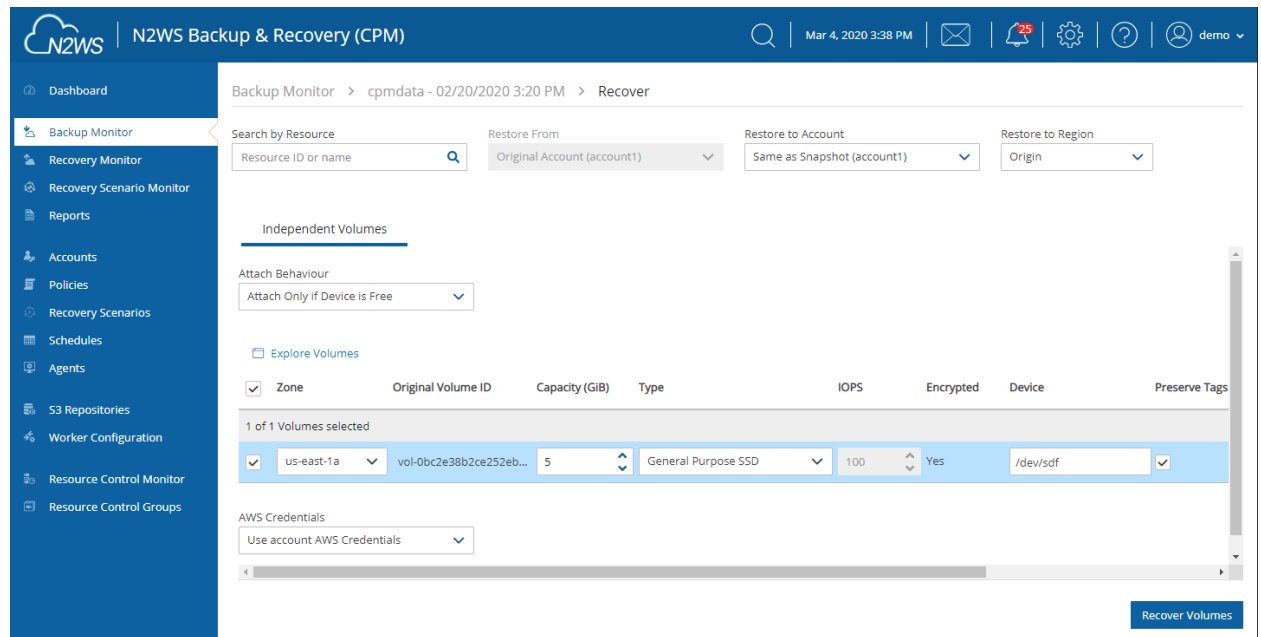 N2WS
N2WS Backup & Recovery (CPM)
Mar 4, 2020 3:38 PM
25
demo
Dashboard
Backup Monitor
Recovery Monitor
Recovery Scenario Monitor
Reports
Accounts
Policies
Recovery Scenarios
Schedules
Agents
S3 Repositories
Worker Configuration
Resource Control Monitor
Resource Control Groups
Backup Monitor > cpmdata - 02/20/2020 3:20 PM > Recover
Search by Resource
Restore From
Restore to Account
Restore to Region
Resource ID or name
Original Account (account1)
Same as Snapshot (account1)
Origin
Independent Volumes
Attach Behaviour
Attach Only if Device is Free
Explore Volumes
Zone Original Volume ID Capacity (GiB) Type IOPS Encrypted Device Preserve Tags
1 of 1 Volumes selected
us-east-1a vol-0bc2e38b2ce252eb... 5 General Purpose SSD 100 Yes /dev/sdf
AWS Credentials
Use account AWS Credentials
Recover Volumes